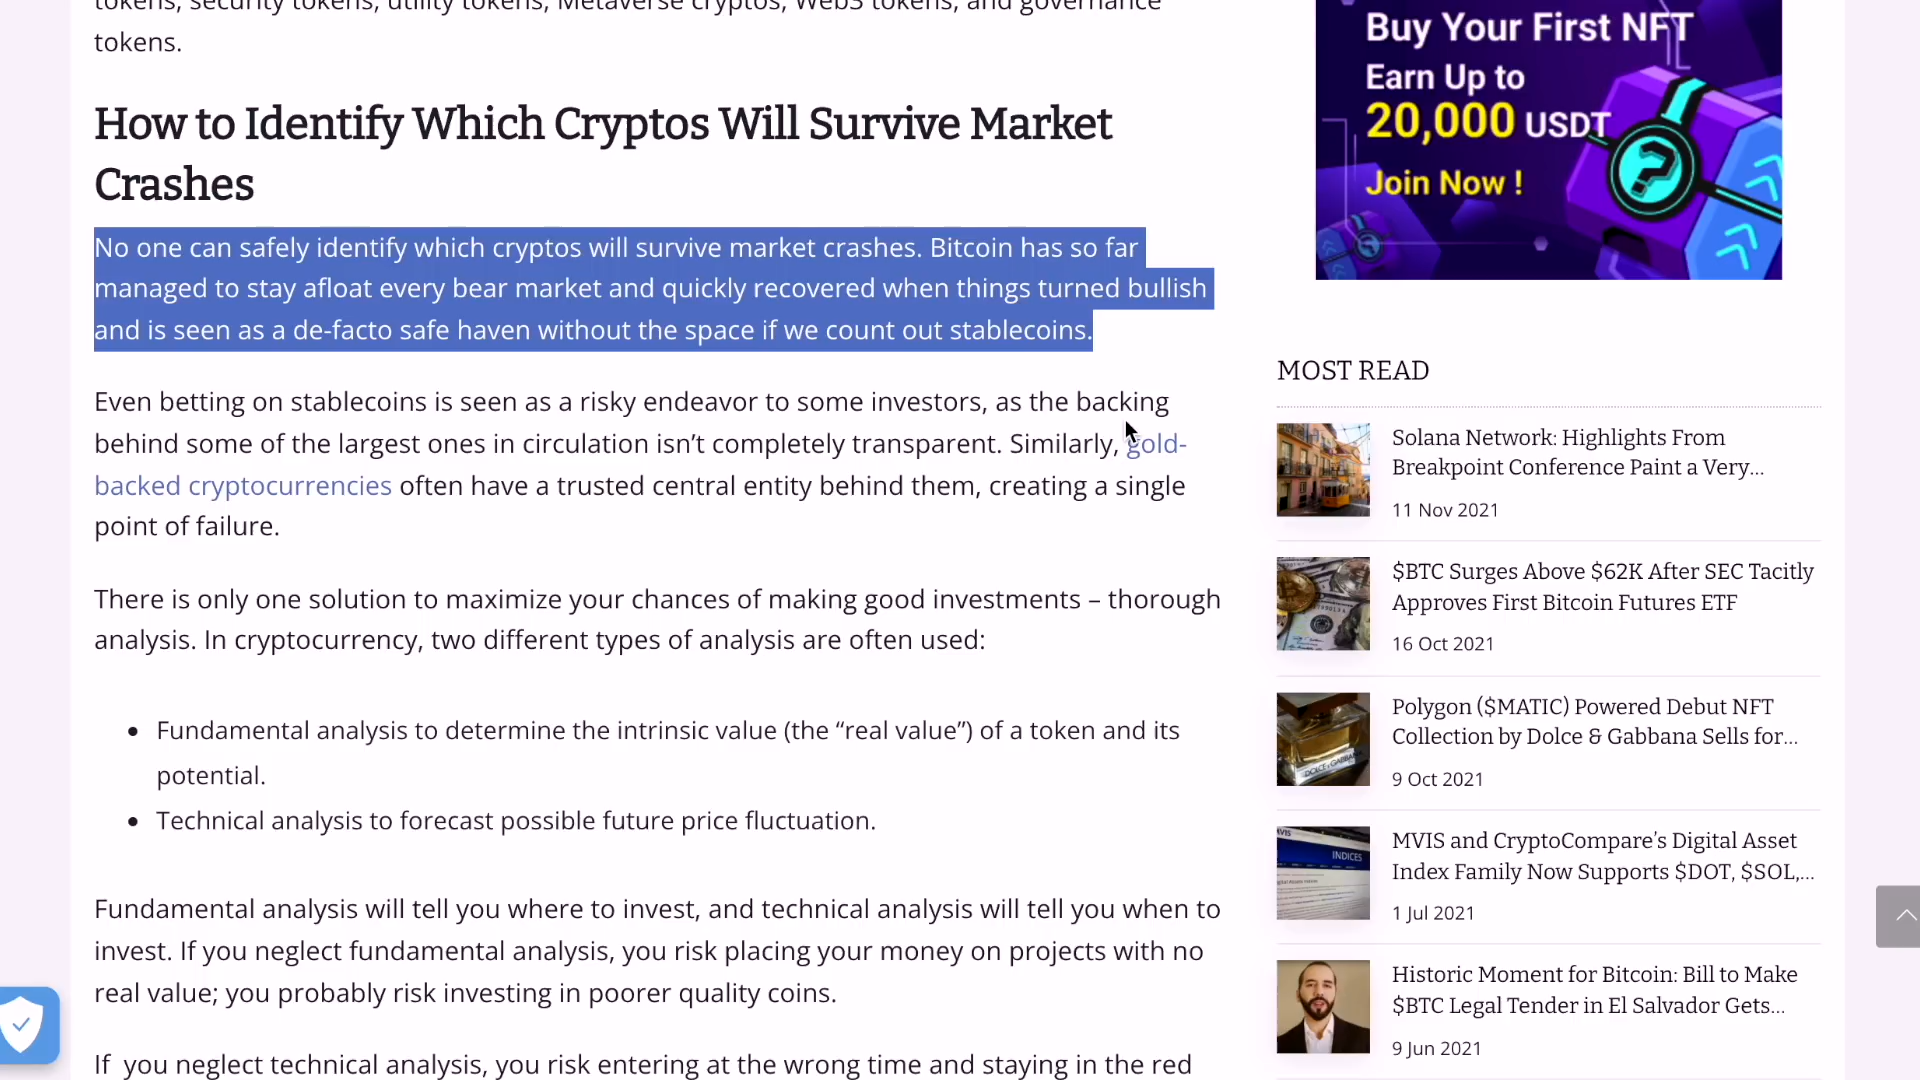 tokens, security tokens, utility tokens, Metaverse cryptos, Web3 tokens, and governance
tokens.
How to Identify Which Cryptos Will Survive Market
Crashes
No one can safely identify which cryptos will survive market crashes. Bitcoin has so far
managed to stay afloat every bear market and quickly recovered when things turned bullish
and is seen as a de-facto safe haven without the space if we count out stablecoins.
Even betting on stablecoins is seen as a risky endeavor to some investors, as the backing
behind some of the largest ones in circulation isn’t completely transparent. Similarly, gold-
backed cryptocurrencies often have a trusted central entity behind them, creating a single
point of failure.
There is only one solution to maximize your chances of making good investments – thorough
analysis. In cryptocurrency, two different types of analysis are often used:
• Fundamental analysis to determine the intrinsic value (the “real value”) of a token and its
potential.
• Technical analysis to forecast possible future price fluctuation.
Fundamental analysis will tell you where to invest, and technical analysis will tell you when to
invest. If you neglect fundamental analysis, you risk placing your money on projects with no
real value; you probably risk investing in poorer quality coins.
If you neglect technical analysis, you risk entering at the wrong time and staying in the red
Buy Your First NFT
Earn Up to
20,000 USDT
Join Now !
?
MOST READ
Solana Network: Highlights From
Breakpoint Conference Paint a Very...
11 Nov 2021
$BTC Surges Above $62K After SEC Tacitly
Approves First Bitcoin Futures ETF
16 Oct 2021
Polygon ($MATIC) Powered Debut NFT
Collection by Dolce & Gabbana Sells for...
DOLCE & GABBANA
9 Oct 2021
MVIS and CryptoCompare’s Digital Asset
Index Family Now Supports $DOT, $SOL,...
MVIS
INDICES
1 Jul 2021
Historic Moment for Bitcoin: Bill to Make
$BTC Legal Tender in El Salvador Gets...
9 Jun 2021